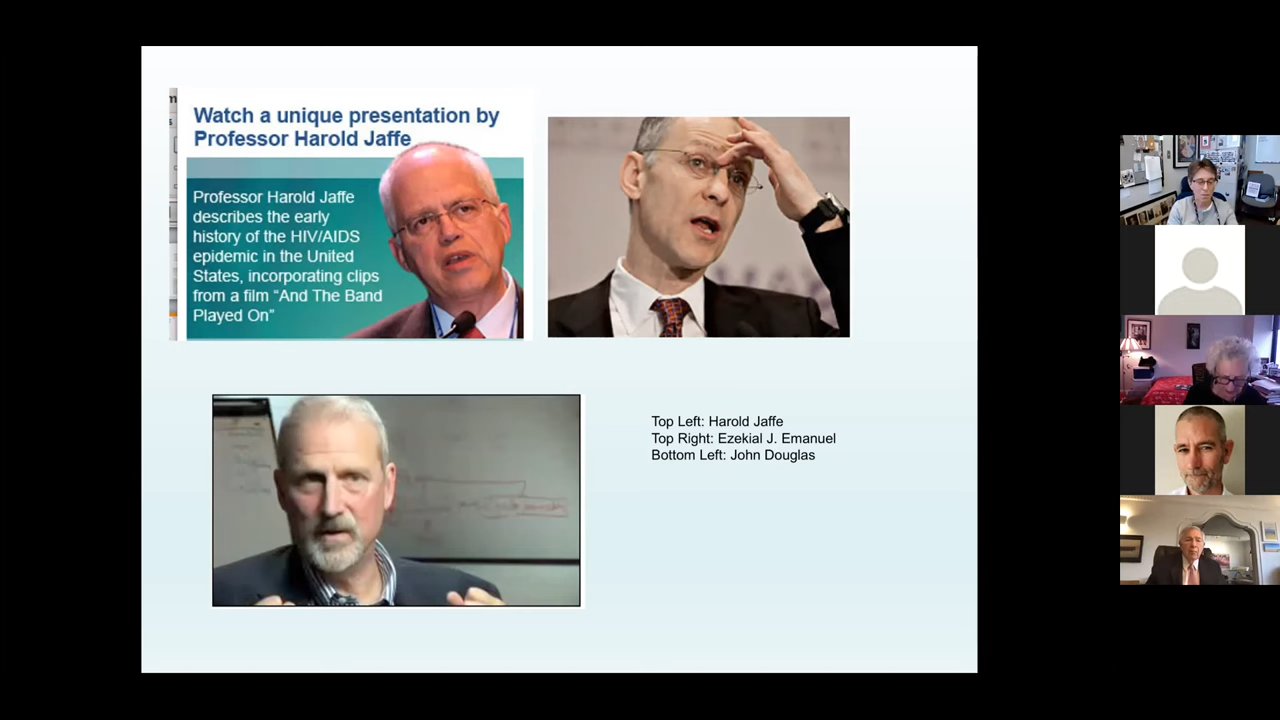 Watch a unique presentation by
Professor Harold Jaffe
Professor Harold Jaffe
describes the early
history of the HIV/AIDS
epidemic in the United
States, incorporating clips
from a film “And The Band
Played On”
Top Left: Harold Jaffe
Top Right: Ezekial J. Emanuel
Bottom Left: John Douglas